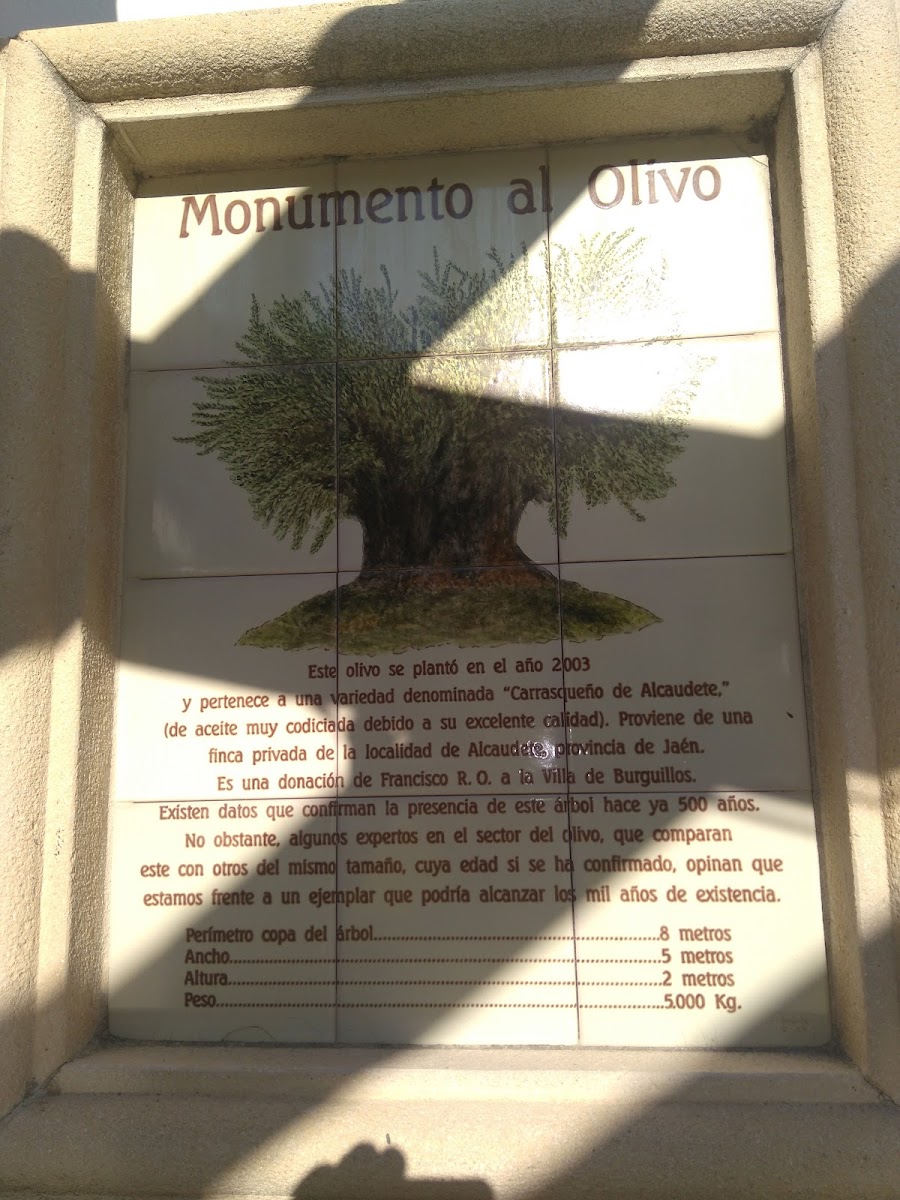 Monumento al Olivo
Este olivo se plantó en el año 2003
y pertenece a una variedad denominada “Carrasqueño de Alcaudete,”
(de aceite muy codiciada debido a su excelente calidad). Proviene de una
finca privada de la localidad de Alcaudete, provincia de Jaén.
Es una donación de Francisco R. O. a la Villa de Burguillos.
Existen datos que confirman la presencia de este árbol hace ya 500 años.
No obstante, algunos expertos en el sector del olivo, que comparan
este con otros del mismo tamaño, cuya edad si se ha confirmado, opinan que
estamos frente a un ejemplar que podría alcanzar los mil años de existencia.
Perímetro copa del árbol................................................8 metros
Ancho................................................5 metros
Altura................................................2 metros
Peso................................................5.000 Kg.